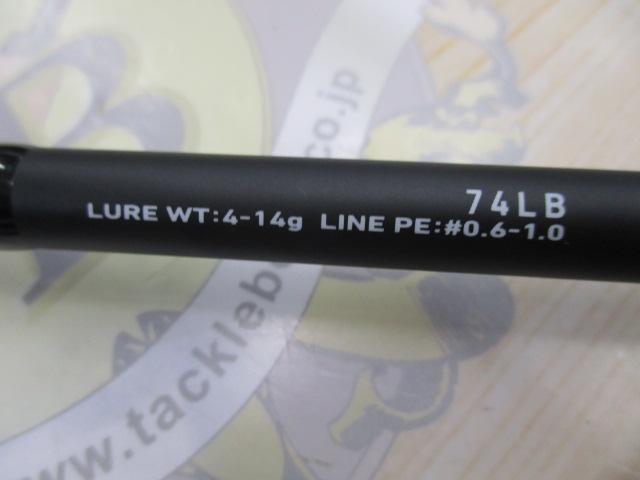 B
74LB
LURE WT:4-14g LINE PE:#0.6-1.0
www.tackleb
co.jp